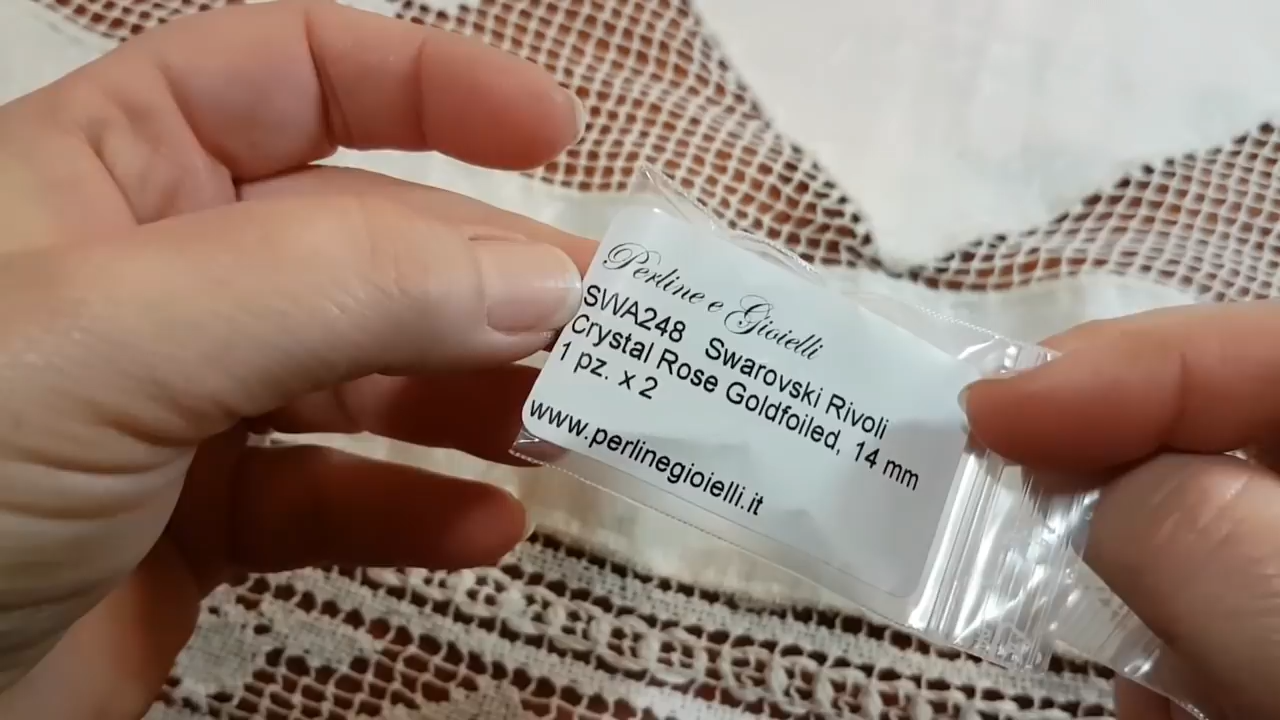 Perline e Gioielli
SWA248 Swarovski Rivoli
Crystal Rose Goldfoiled, 14 mm
1 pz. x 2
www.perlinegioielli.it